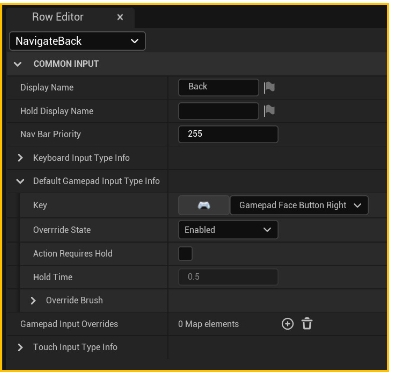 Row Editor
NavigateBack
COMMON INPUT
Display Name Back
Hold Display Name
Nav Bar Priority 255
Keyboard Input Type Info
Default Gamepad Input Type Info
Key Gamepad Face Button Right
Overrride State Enabled
Action Requires Hold
Hold Time 0.5
Override Brush
Gamepad Input Overrides 0 Map elements
Touch Input Type Info